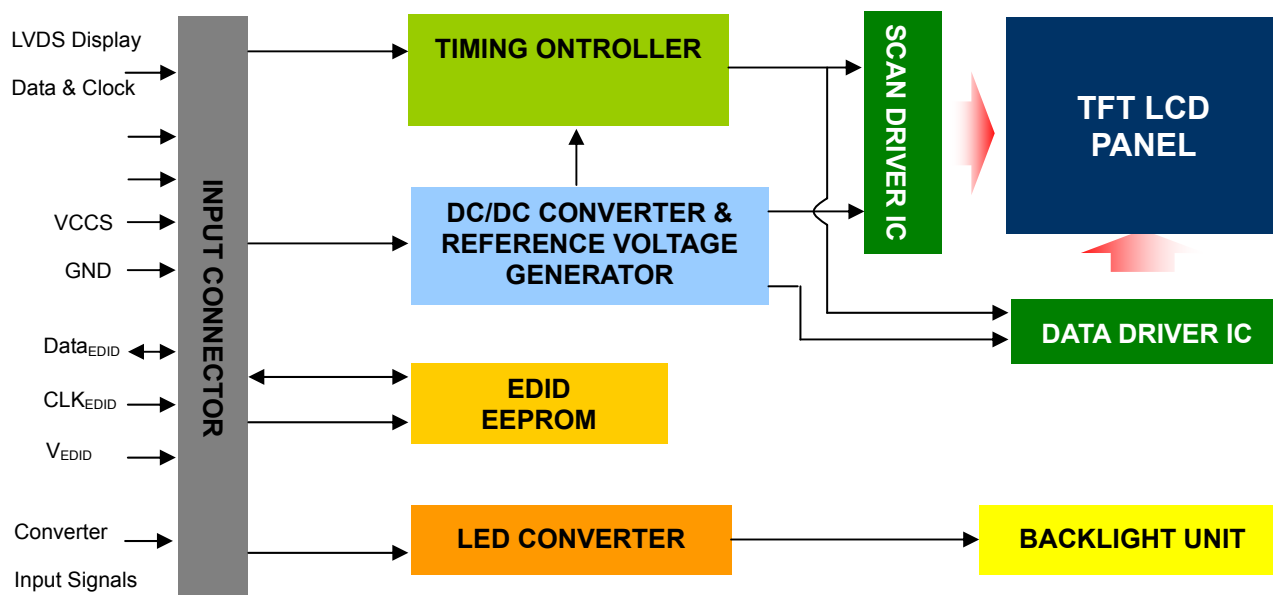 LVDS Display
Data & Clock
VCCS
GND
DataEDID
CLKEDID
VEDID
Converter
Input Signals
INPUT CONNECTOR
TIMING ONTROLLER
DC/DC CONVERTER &
REFERENCE VOLTAGE
GENERATOR
EDID
EEPROM
LED CONVERTER
SCAN DRIVER IC
TFT LCD
PANEL
DATA DRIVER IC
BACKLIGHT UNIT